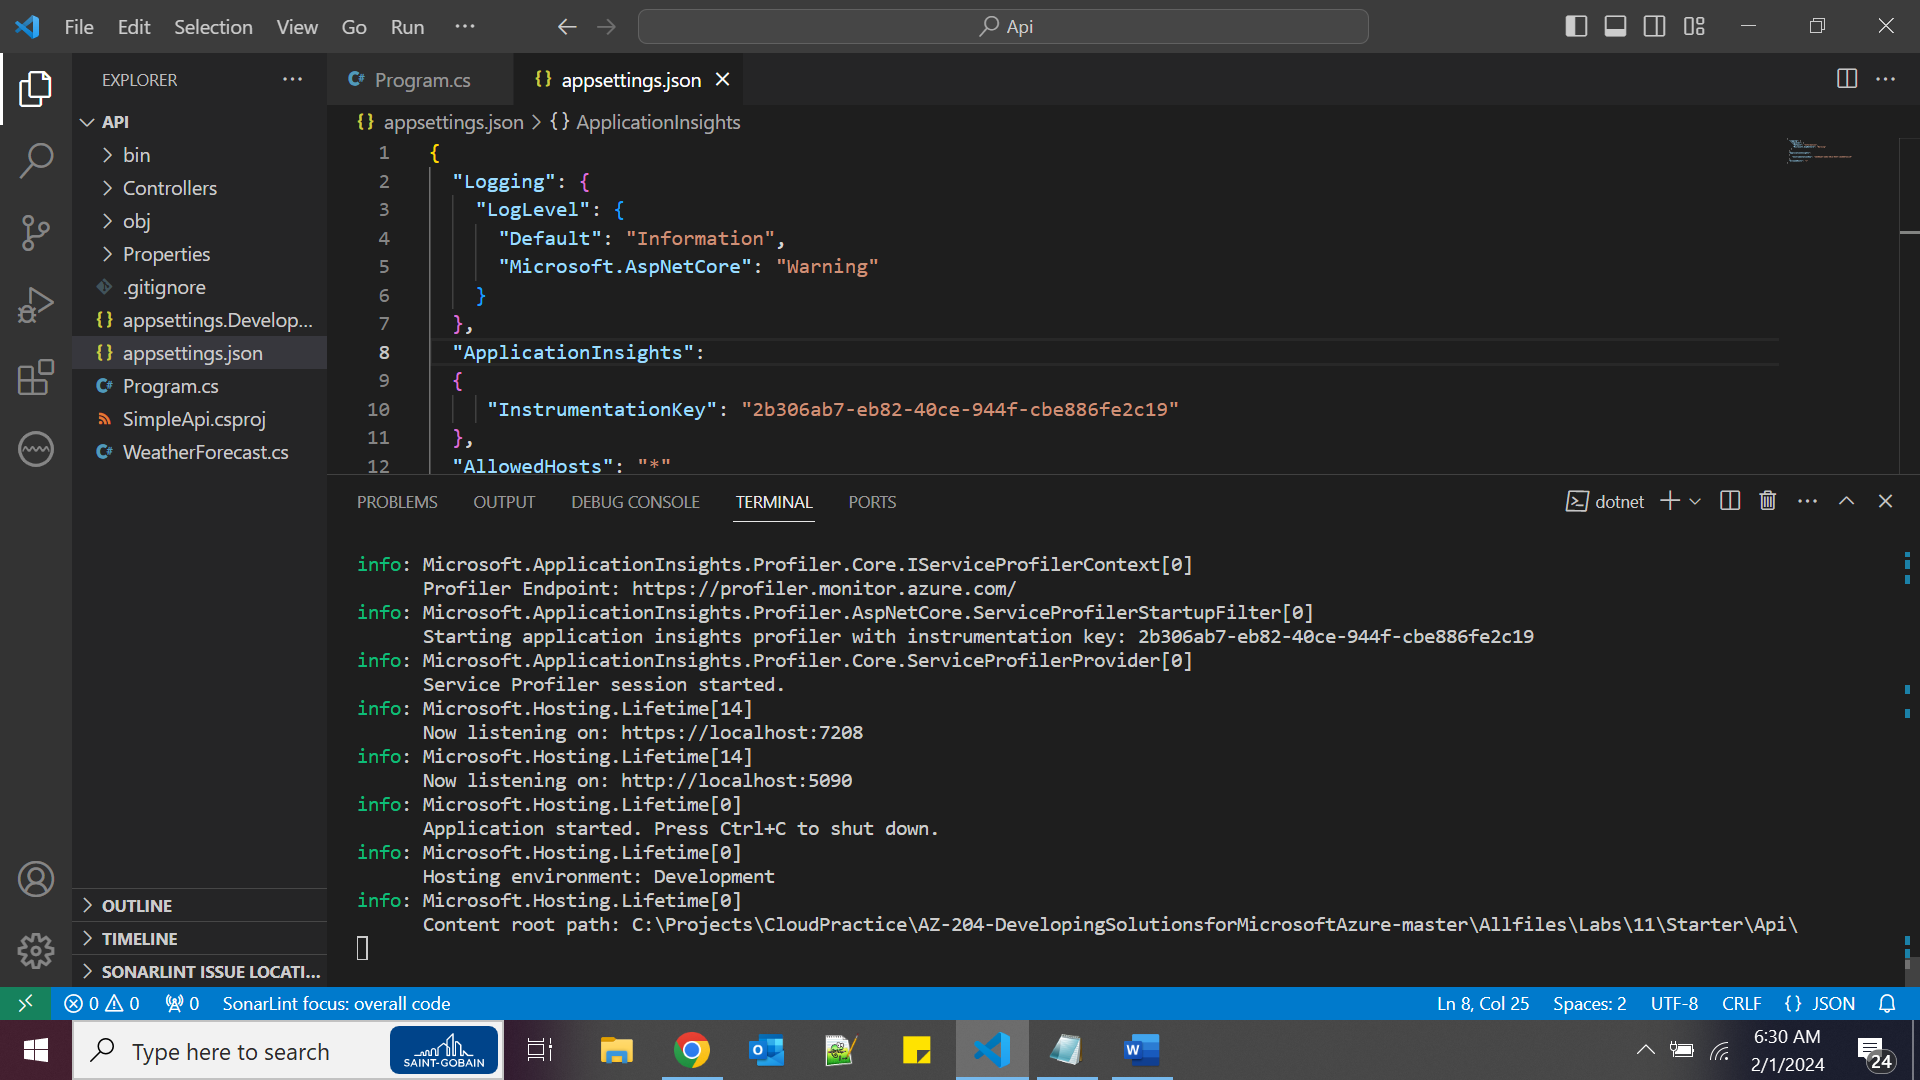 File Edit Selection View Go Run ···
Api
EXPLORER
API
bin
Controllers
obj
Properties
.gitignore
appsettings.Develop...
appsettings.json
Program.cs
SimpleApi.csproj
WeatherForecast.cs
OUTLINE
TIMELINE
SONARLINT ISSUE LOCATI...
Program.cs
appsettings.json
appsettings.json > {} ApplicationInsights
1 {
2 "Logging": {
3 "LogLevel": {
4 "Default": "Information",
5 "Microsoft.AspNetCore": "Warning"
6 }
7 },
8 "ApplicationInsights":
9 {
10 "InstrumentationKey": "2b306ab7-eb82-40ce-944f-cbe886fe2c19"
11 },
12 "AllowedHosts": "*"
PROBLEMS OUTPUT DEBUG CONSOLE TERMINAL PORTS
dotnet
info: Microsoft.ApplicationInsights.Profiler.Core.IServiceProfilerContext[0]
Profiler Endpoint: https://profiler.monitor.azure.com/
info: Microsoft.ApplicationInsights.Profiler.AspNetCore.ServiceProfilerStartupFilter[0]
Starting application insights profiler with instrumentation key: 2b306ab7-eb82-40ce-944f-cbe886fe2c19
info: Microsoft.ApplicationInsights.Profiler.Core.ServiceProfilerProvider[0]
Service Profiler session started.
info: Microsoft.Hosting.Lifetime[14]
Now listening on: https://localhost:7208
info: Microsoft.Hosting.Lifetime[14]
Now listening on: http://localhost:5090
info: Microsoft.Hosting.Lifetime[0]
Application started. Press Ctrl+C to shut down.
info: Microsoft.Hosting.Lifetime[0]
Hosting environment: Development
info: Microsoft.Hosting.Lifetime[0]
Content root path: C:\Projects\CloudPractice\AZ-204-DevelopingSolutionsforMicrosoftAzure-master\Allfiles\Labs\11\Starter\Api\
0 0 0 SonarLint focus: overall code
Ln 8, Col 25 Spaces: 2 UTF-8 CRLF {} JSON
Type here to search
SAINT-GOBAIN
6:30 AM
2/1/2024
24